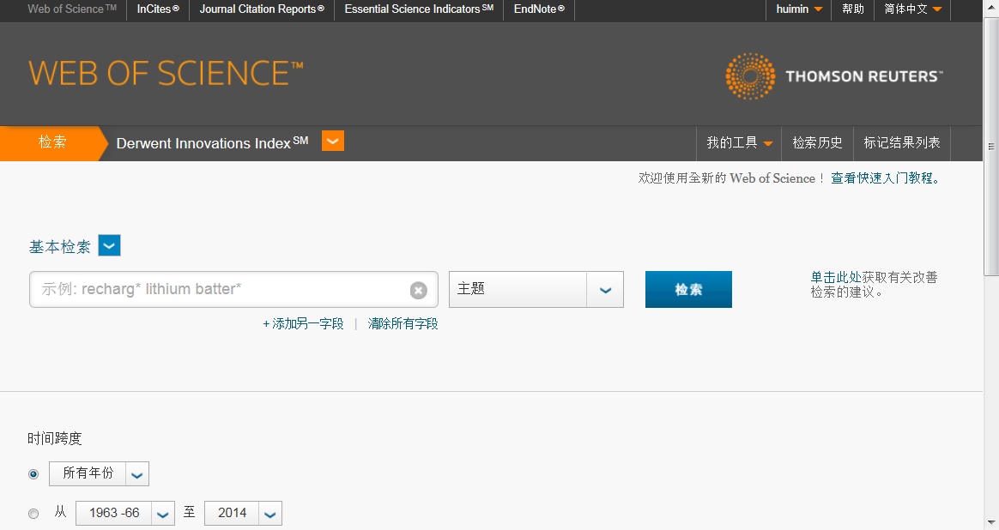 Web of Science™ InCites® Journal Citation Reports® Essential Science Indicators℠ EndNote® huimin 帮助 简体中文
WEB OF SCIENCE™
THOMSON REUTERS™
检索 Derwent Innovations Index℠ 我的工具 检索历史 标记结果列表
欢迎使用全新的 Web of Science！ 查看快速入门教程。
基本检索
示例: recharg* lithium batter* 主题 检索 单击此处获取有关改善
检索的建议。
+ 添加另一字段 | 清除所有字段
时间跨度
所有年份
从 1963 -66 至 2014